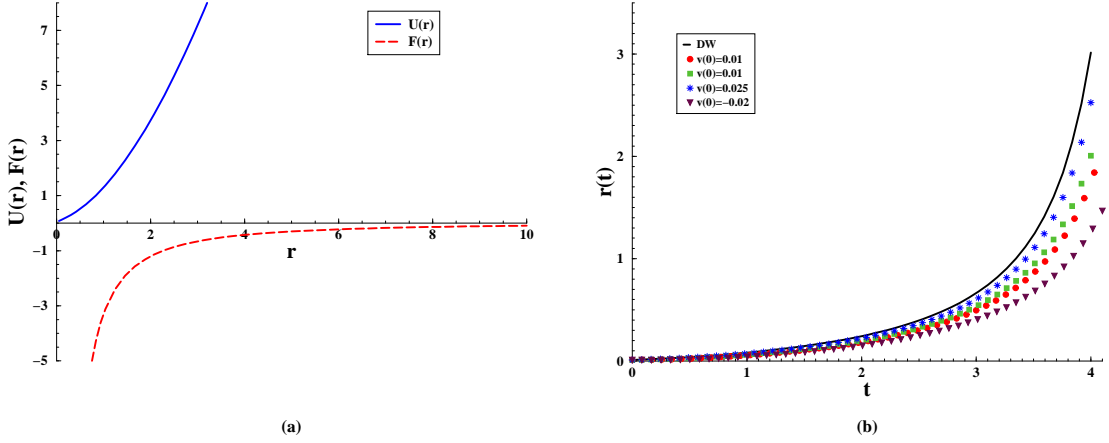 U(r)
F(r)
7
5
3
1
−1
−3
−5
0
2
4
6
8
10
r
U(r), F(r)
(a)
DW
v(0)=0.01
v(0)=0.01
v(0)=0.025
v(0)=−0.02
3
2
1
0
0
1
2
3
4
t
r(t)
(b)